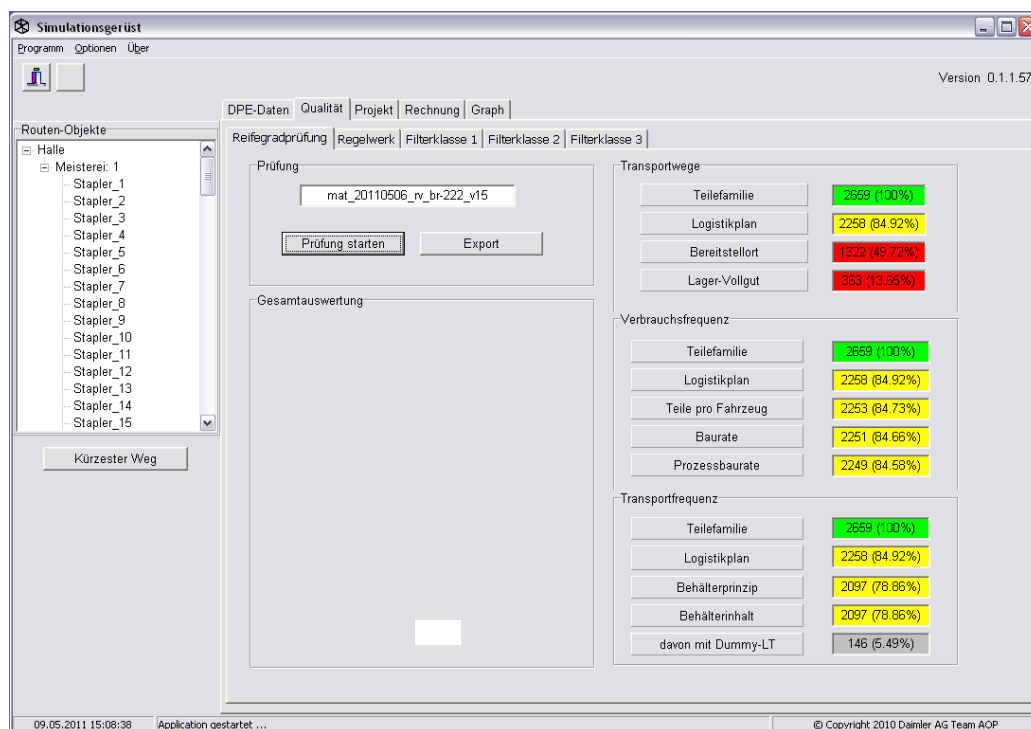 Simulationsgerüst
Programm Optionen Über
Version 0.1.1.57
DPE-Daten Qualität Projekt Rechnung Graph
Reifegradprüfung Regelwerk Filterklasse 1 Filterklasse 2 Filterklasse 3
Routen-Objekte
Halle
Meisterei: 1
Stapler_1
Stapler_2
Stapler_3
Stapler_4
Stapler_5
Stapler_6
Stapler_7
Stapler_8
Stapler_9
Stapler_10
Stapler_11
Stapler_12
Stapler_13
Stapler_14
Stapler_15
Kürzester Weg
Prüfung
mat_20110506_rv_br-222_v15
Prüfung starten Export
Gesamtauswertung
Transportwege
Teilefamilie 2659 (100%)
Logistikplan 2258 (84.92%)
Bereitstellort 1322 (49.72%)
Lager-Vollgut 363 (13.65%)
Verbrauchsfrequenz
Teilefamilie 2659 (100%)
Logistikplan 2258 (84.92%)
Teile pro Fahrzeug 2253 (84.73%)
Baurate 2251 (84.66%)
Prozessbaurate 2249 (84.58%)
Transportfrequenz
Teilefamilie 2659 (100%)
Logistikplan 2258 (84.92%)
Behälterprinzip 2097 (78.86%)
Behälterinhalt 2097 (78.86%)
davon mit Dummy-LT 146 (5.49%)
09.05.2011 15:08:38 Application gestartet ... © Copyright 2010 Daimler AG Team AOP